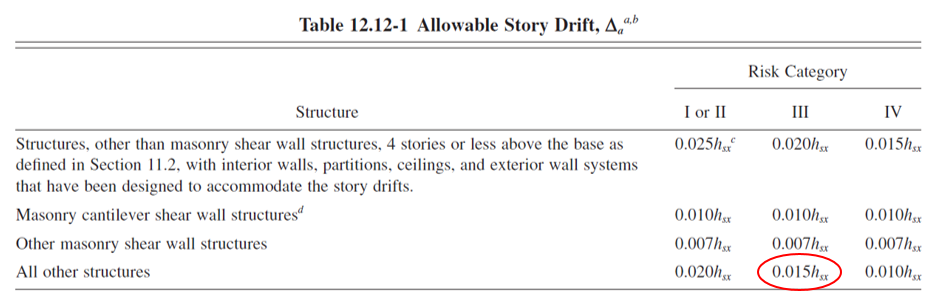 Table 12.12-1 Allowable Story Drift, Δₐᵃ,ᵇ
Risk Category
Structure I or II III IV
Structures, other than masonry shear wall structures, 4 stories or less above the base as 0.025hₛₓᶜ 0.020hₛₓ 0.015hₛₓ
defined in Section 11.2, with interior walls, partitions, ceilings, and exterior wall systems
that have been designed to accommodate the story drifts.
Masonry cantilever shear wall structuresᵈ 0.010hₛₓ 0.010hₛₓ 0.010hₛₓ
Other masonry shear wall structures 0.007hₛₓ 0.007hₛₓ 0.007hₛₓ
All other structures 0.020hₛₓ 0.015hₛₓ 0.010hₛₓ